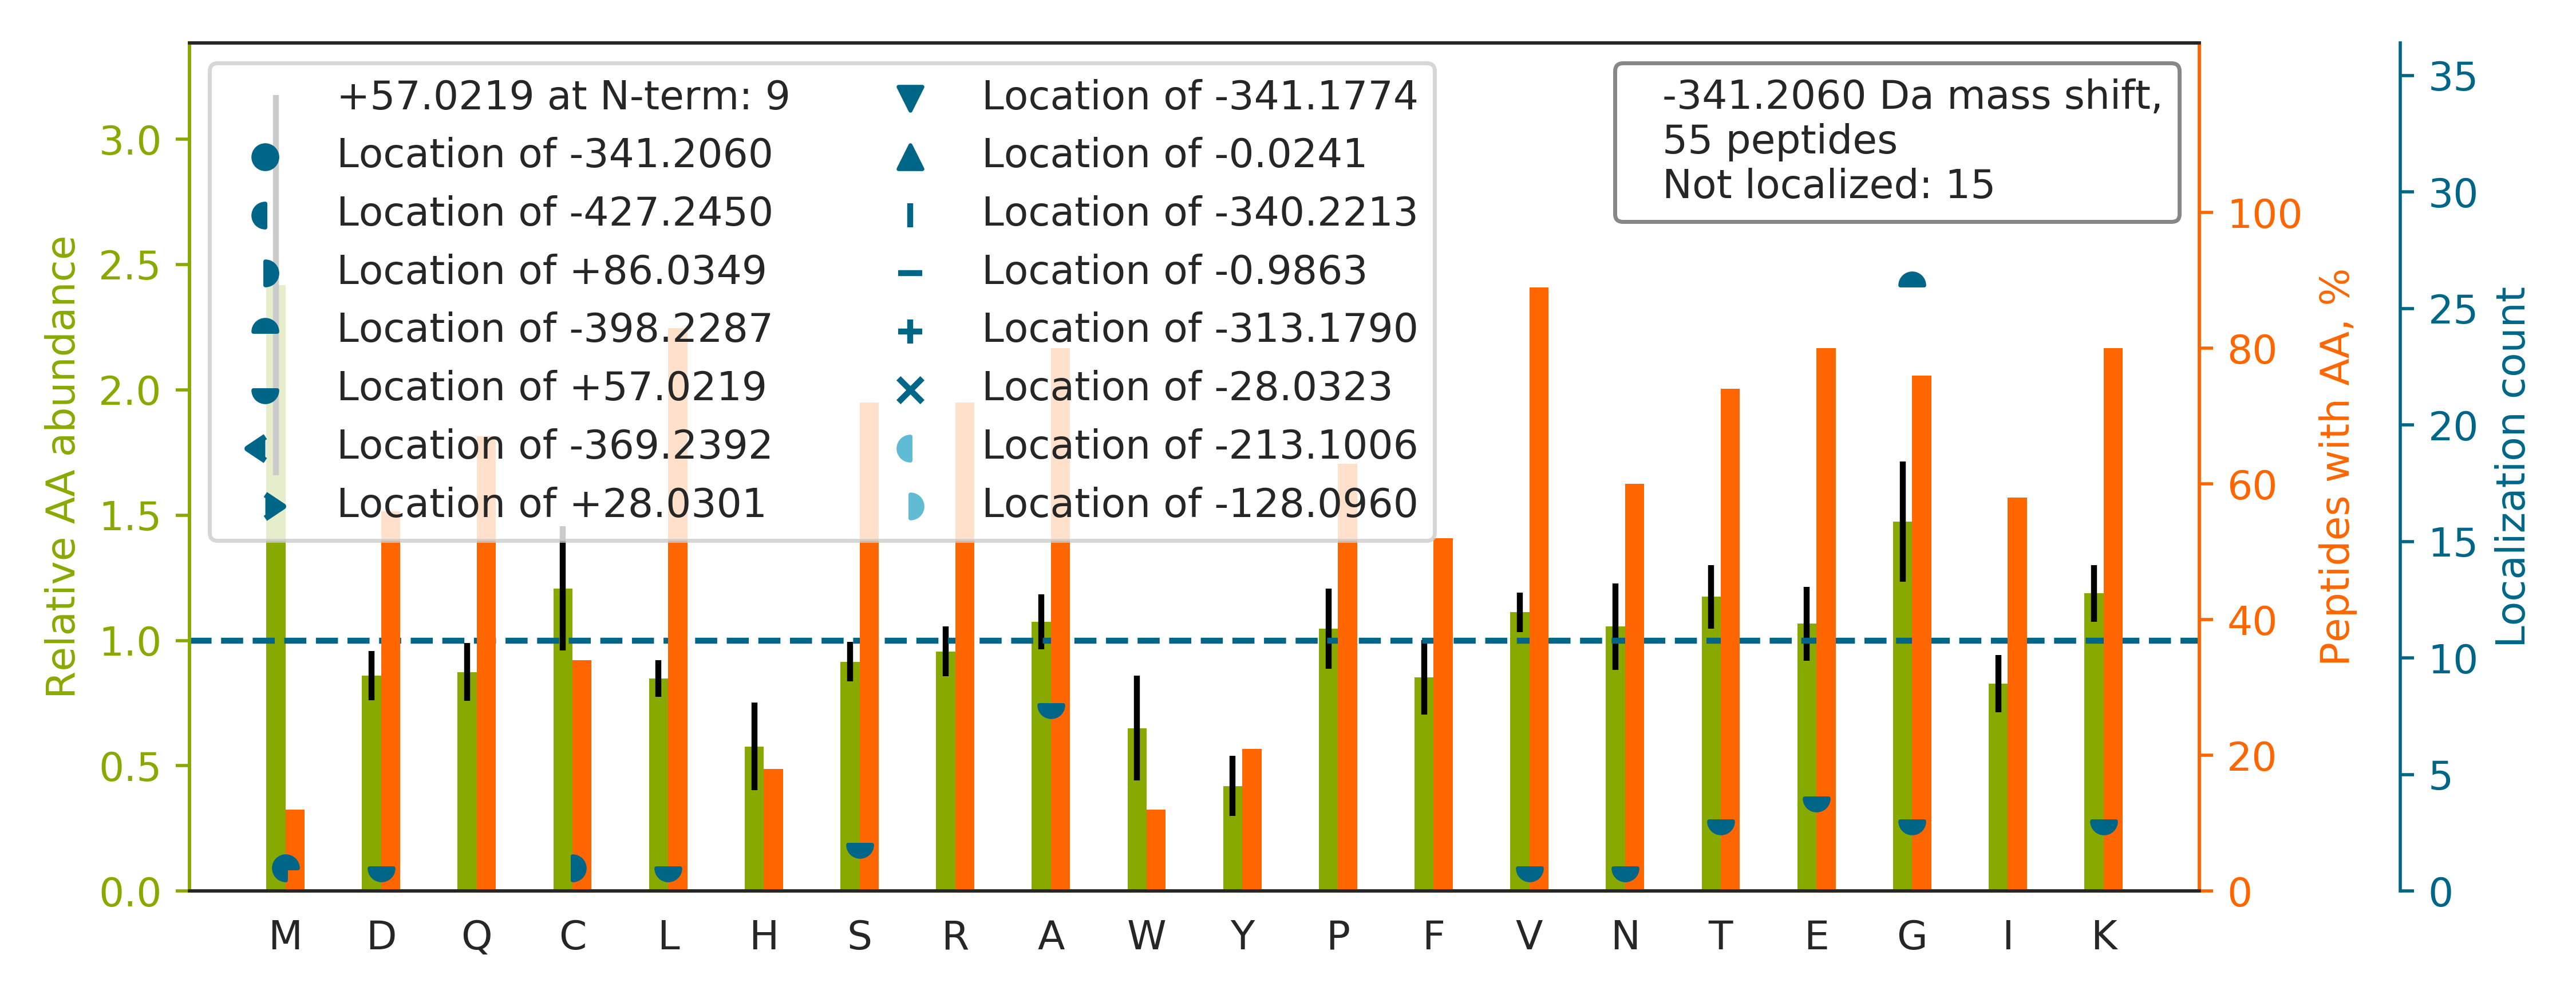 +57.0219 at N-term: 9
Location of -341.2060
Location of -427.2450
Location of +86.0349
Location of -398.2287
Location of +57.0219
Location of -369.2392
Location of +28.0301
Location of -341.1774
Location of -0.0241
Location of -340.2213
Location of -0.9863
Location of -313.1790
Location of -28.0323
Location of -213.1006
Location of -128.0960
-341.2060 Da mass shift,
55 peptides
Not localized: 15
Relative AA abundance
3.0
2.5
2.0
1.5
1.0
0.5
0.0
M D Q C L H S R A W Y P F V N T E G I K
100
80
60
40
20
0
Peptides with AA, %
35
30
25
20
15
10
5
0
Localization count